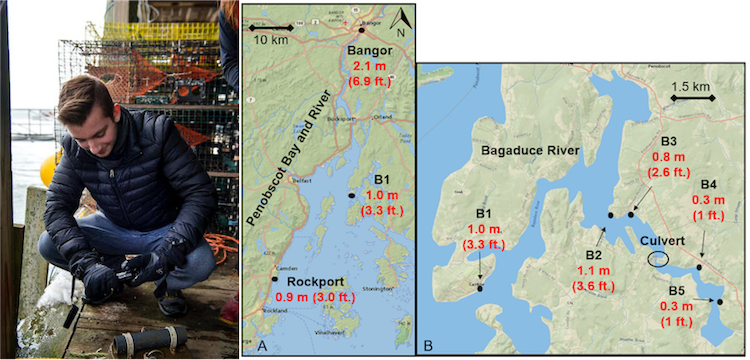 10 km
N
Bangor
Bangor
2.1 m
(6.9 ft.)
Bucksport
Orland
Penobscot Bay and River
Belfast
B1
1.0 m
(3.3 ft.)
Camden
Rockport
0.9 m (3.0 ft.)
Stonington
Rockland
Vinalhaven
A
Penobscot
1.5 km
Bagaduce River
B3
0.8 m
(2.6 ft.)
B4
0.3 m
(1 ft.)
B1
1.0 m
(3.3 ft.)
Culvert
B2
1.1 m
(3.6 ft.)
B5
0.3 m
(1 ft.)
B